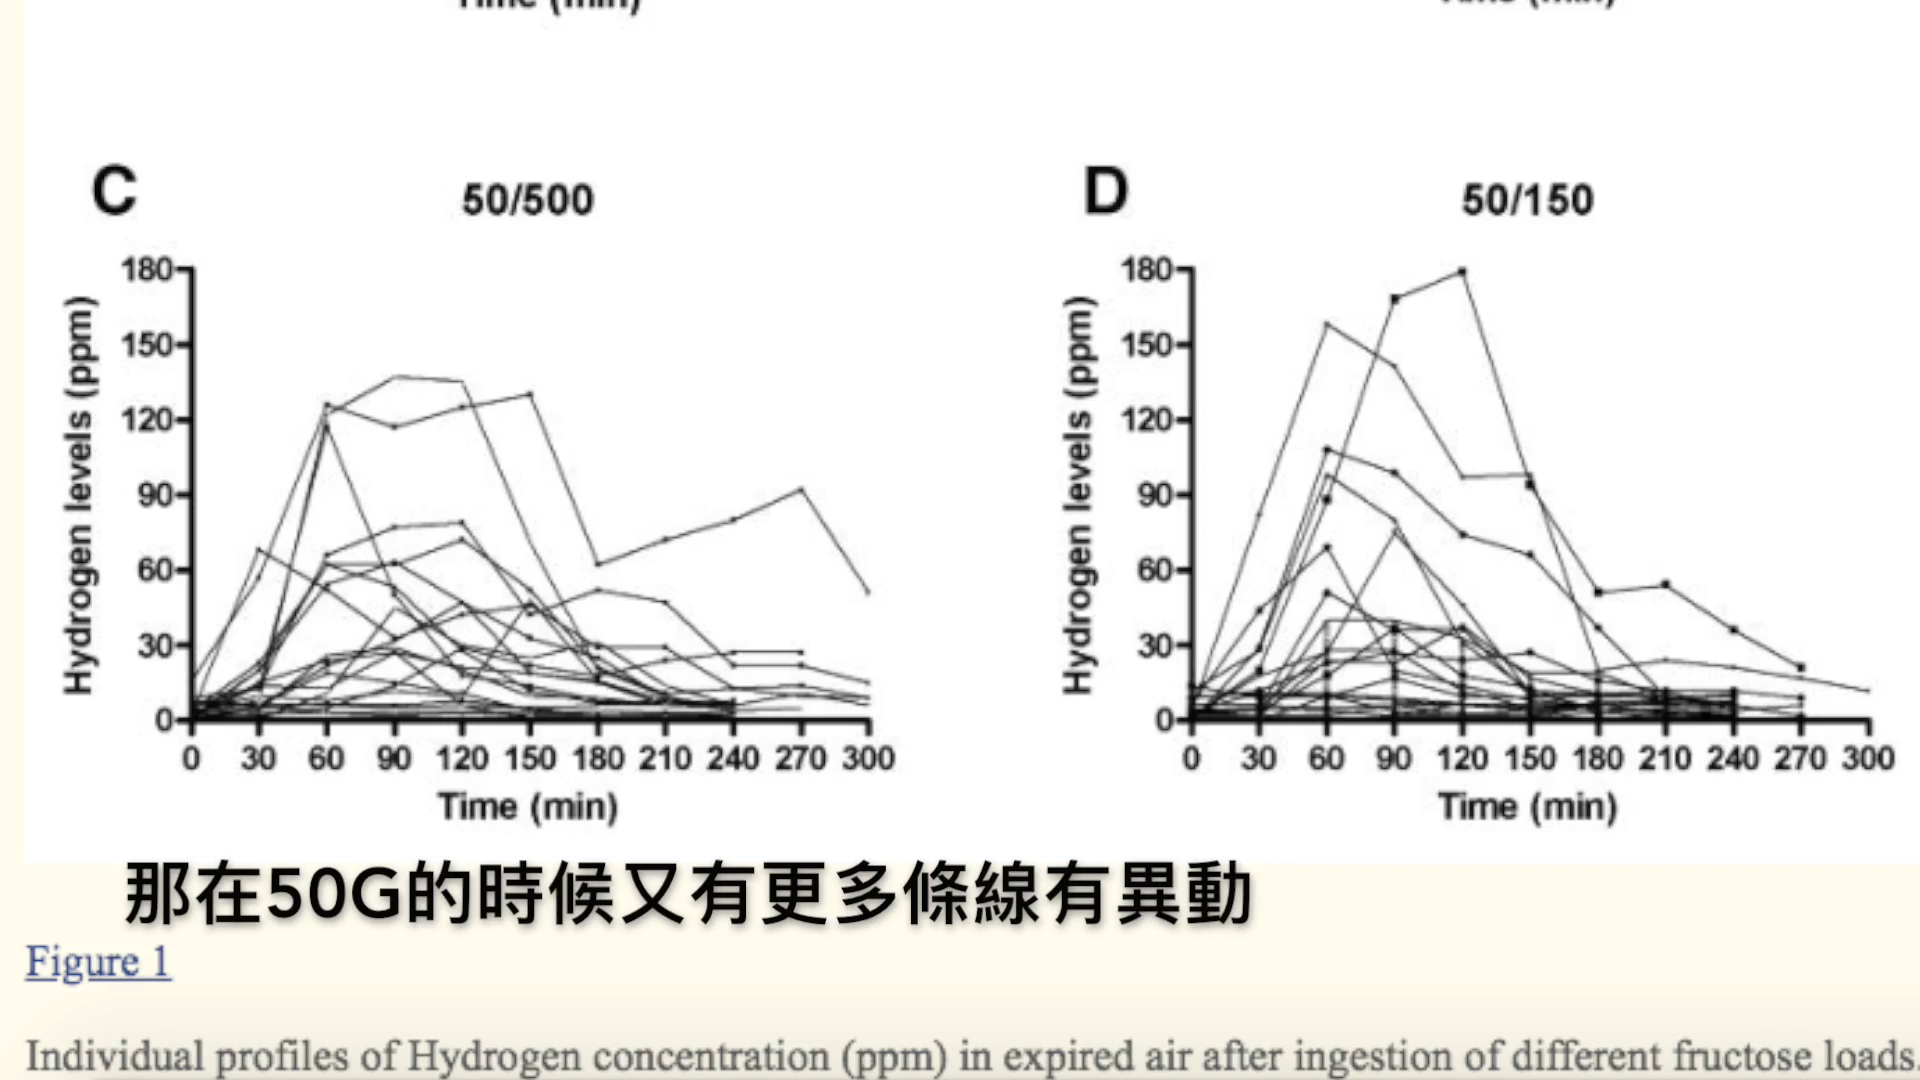 Time (min)
Time (min)
C
50/500
Hydrogen levels (ppm)
180
150
120
90
60
30
0
0 30 60 90 120 150 180 210 240 270 300
Time (min)
D
50/150
Hydrogen levels (ppm)
180
150
120
90
60
30
0
0 30 60 90 120 150 180 210 240 270 300
Time (min)
那在50G的時候又有更多條線有異動
Figure 1
Individual profiles of Hydrogen concentration (ppm) in expired air after ingestion of different fructose loads.